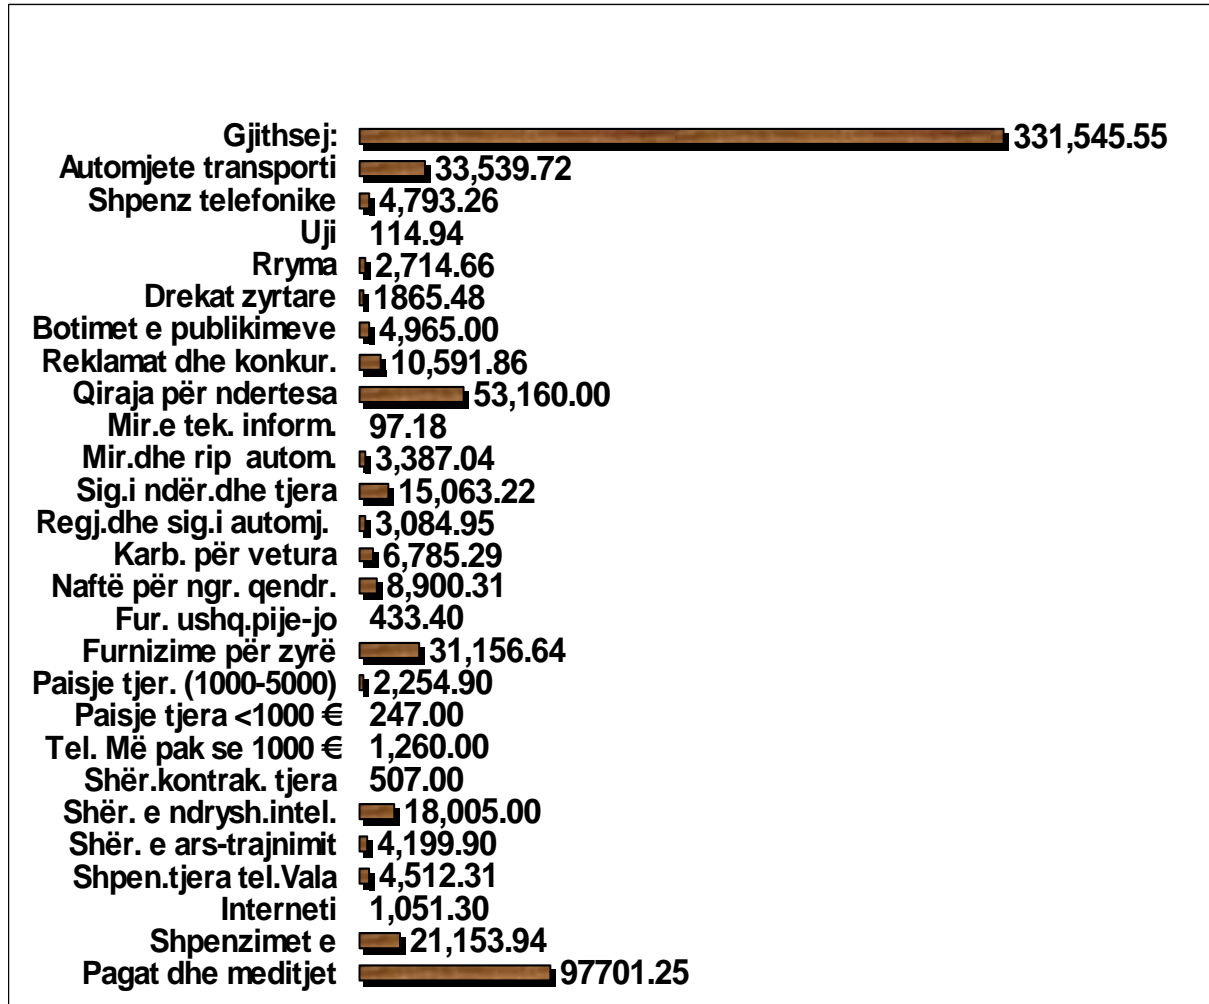 Gjithsej: 331,545.55
Automjete transporti 33,539.72
Shpenz telefonike 4,793.26
Uji 114.94
Rryma 2,714.66
Drekat zyrtare 1865.48
Botimet e publikimeve 4,965.00
Reklamat dhe konkur. 10,591.86
Qiraja për ndertesa 53,160.00
Mir.e tek. inform. 97.18
Mir.dhe rip autom. 3,387.04
Sig.i ndër.dhe tjera 15,063.22
Regj.dhe sig.i automj. 3,084.95
Karb. për vetura 6,785.29
Naftë për ngr. qendr. 8,900.31
Fur. ushq.pije-jo 433.40
Furnizime për zyrë 31,156.64
Paisje tjer. (1000-5000) 2,254.90
Paisje tjera <1000 € 247.00
Tel. Më pak se 1000 € 1,260.00
Shër.kontrak. tjera 507.00
Shër. e ndrysh.intel. 18,005.00
Shër. e ars-trajnimit 4,199.90
Shpen.tjera tel.Vala 4,512.31
Interneti 1,051.30
Shpenzimet e 21,153.94
Pagat dhe meditjet 97701.25